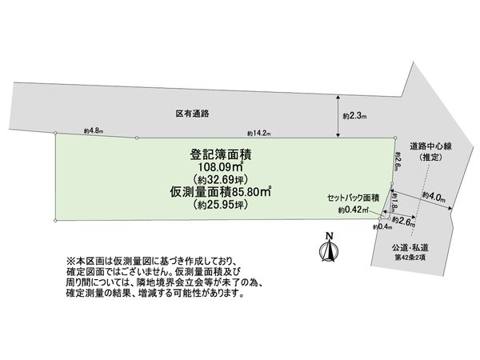 区有通路
約2.3m
約4.8m
約14.2m
道路中心線
(推定)
登記簿面積
108.09㎡
(約32.69坪)
仮測量面積85.80㎡
(約25.95坪)
約2.6m
セットバック面積
約0.42㎡
約1.8m
約4.0m
約2.6m
約0.4m
公道・私道
第42条2項
N
※本区画は仮測量図に基づき作成しており、
確定図面ではございません。仮測量面積及び
周り間については、隣地境界会立会等が未了の為、
確定測量の結果、増減する可能性があります。